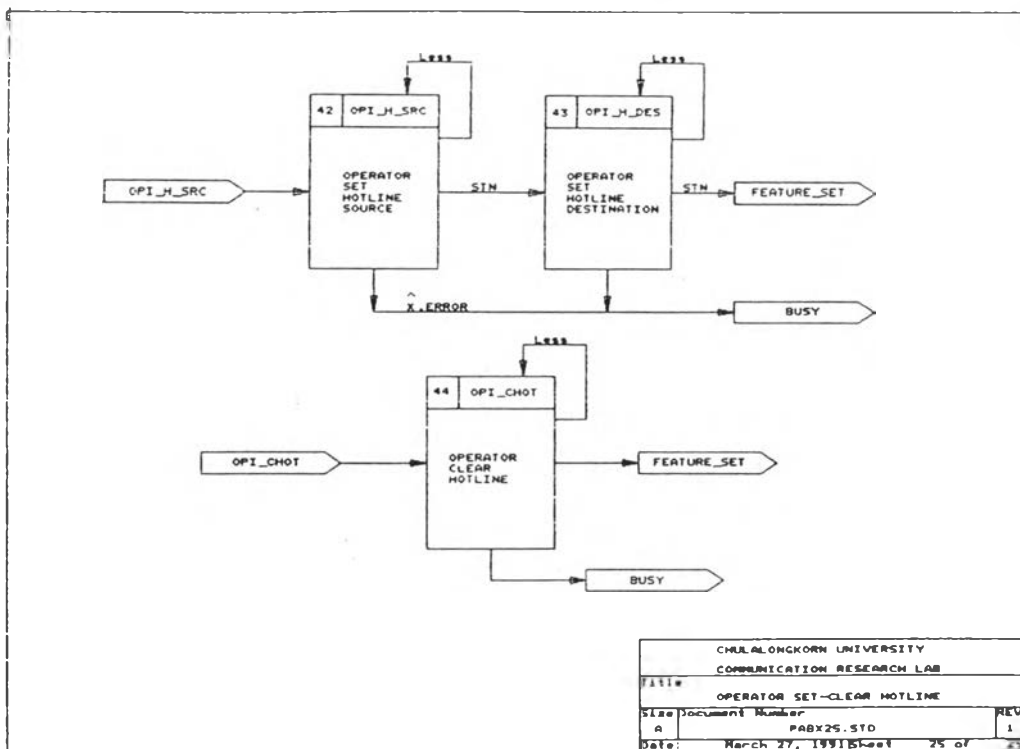 Less
Less
42 OPI_H_SRC
43 OPI_H_DES
OPI_H_SRC
OPERATOR
SET
HOTLINE
SOURCE
STN
OPERATOR
SET
HOTLINE
DESTINATION
STN
FEATURE_SET
^
X.ERROR
BUSY
Less
44 OPI_CHOT
OPI_CHOT
OPERATOR
CLEAR
HOTLINE
FEATURE_SET
BUSY
CHULALONGKORN UNIVERSITY
COMMUNICATION RESEARCH LAB
Title
OPERATOR SET-CLEAR HOTLINE
Size Document Number REV
A PABX25.STD 1
Date: March 27, 1991 Sheet 25 of